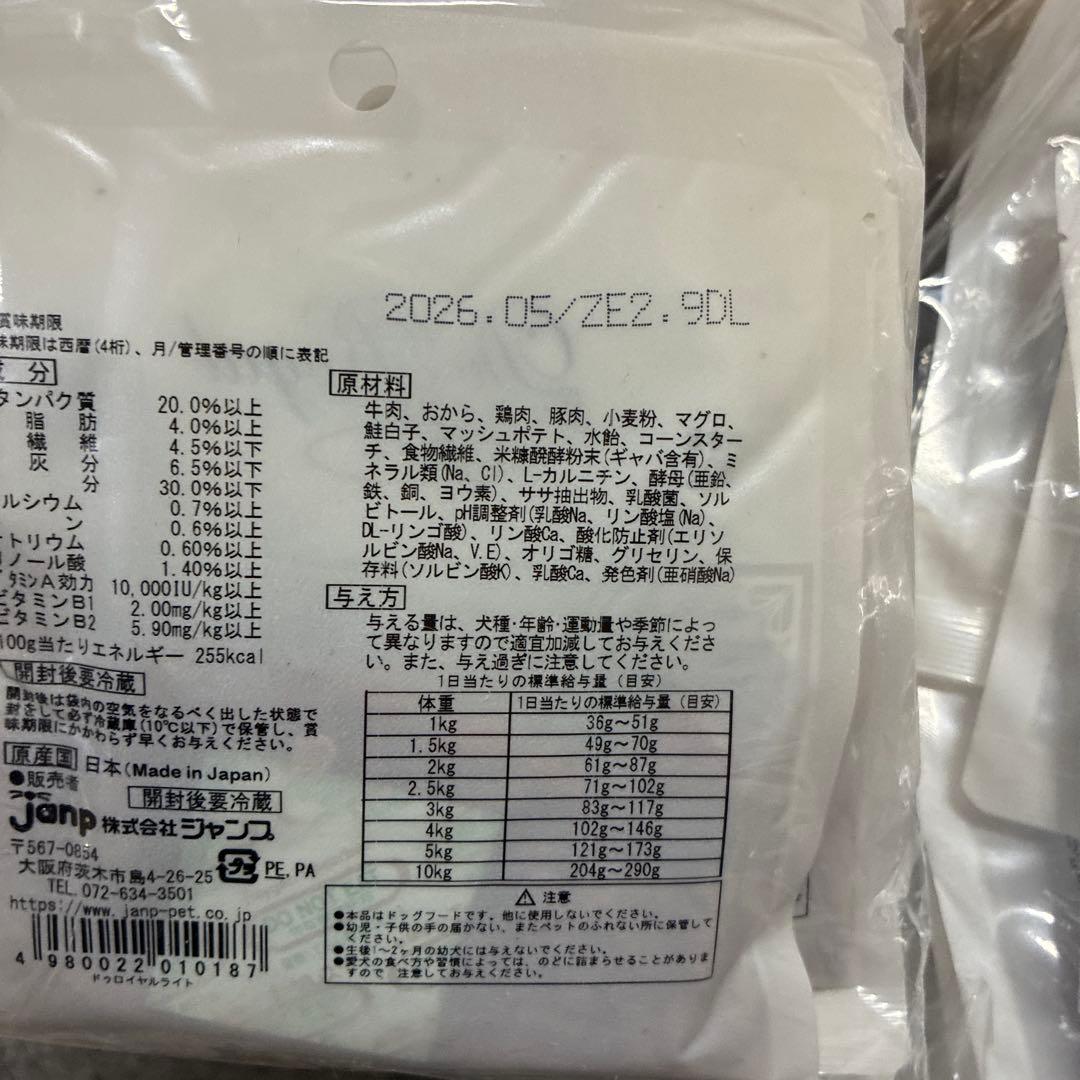 2026.05/ZE2.9DL
賞味期限
味期限は西暦(4桁)、月/管理番号の順に表記
成 分
タンパク質 20.0%以上
脂 肪 4.0%以上
繊 維 4.5%以下
灰 分 6.5%以下
分 30.0%以下
ルシウム 0.7%以上
ン 0.6%以上
トリウム 0.60%以上
リノール酸 1.40%以上
タミンA効力 10,000IU/kg以上
ビタミンB1 2.00mg/kg以上
ビタミンB2 5.90mg/kg以上
100g当たりエネルギー 255kcal
開封後要冷蔵
開封後は袋内の空気をなるべく出した状態で
封をして必ず冷蔵庫(10℃以下)で保管し、賞
味期限にかかわらず早くお与えください。
原産国 日本(Made in Japan)
●販売者
開封後要冷蔵
janp 株式会社ジャンプ
〒567-0854
大阪府茨木市島4-26-25
プラ PE,PA
TEL.072-634-3501
https://www.janp-pet.co.jp
4 980022 010187
ドゥロイヤルライト
原材料
牛肉、おから、鶏肉、豚肉、小麦粉、マグロ、
鮭白子、マッシュポテト、水飴、コーンスター
チ、食物繊維、米糠醗酵粉末(ギャバ含有)、ミ
ネラル類(Na、Cl)、L-カルニチン、酵母(亜鉛、
鉄、銅、ヨウ素)、ササ抽出物、乳酸菌、ソル
ビトール、pH調整剤(乳酸Na、リン酸塩(Na)、
DL-リンゴ酸)、リン酸Ca、酸化防止剤(エリソ
ルビン酸Na、V.E)、オリゴ糖、グリセリン、保
存料(ソルビン酸K)、乳酸Ca、発色剤(亜硝酸Na)
与え方
与える量は、犬種･年齢･運動量や季節によっ
て異なりますので適宜加減してお与えくださ
い。また、与え過ぎに注意してください。
1日当たりの標準給与量(目安)
体重 1日当たりの標準給与量(目安)
1kg 36g～51g
1.5kg 49g～70g
2kg 61g～87g
2.5kg 71g～102g
3kg 83g～117g
4kg 102g～146g
5kg 121g～173g
10kg 204g～290g
⚠ 注意
●本品はドッグフードです。他に使用しないでください。
●幼児・子供の手の届かない、またペットのふれない所に保管して
ください。
●生後1～2ヶ月の幼犬には与えないでください。
●愛犬の食べ方や習慣によっては、のどに詰まらせることがありま
すので 注意してお与えください。